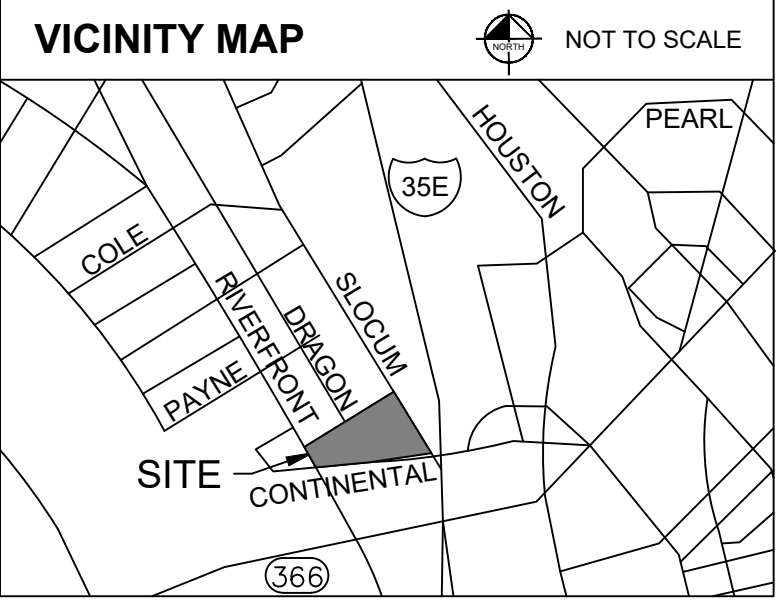 VICINITY MAP
NORTH
NOT TO SCALE
PEARL
HOUSTON
35E
COLE
SLOCUM
RIVERFRONT
DRAGON
PAYNE
SITE
CONTINENTAL
366